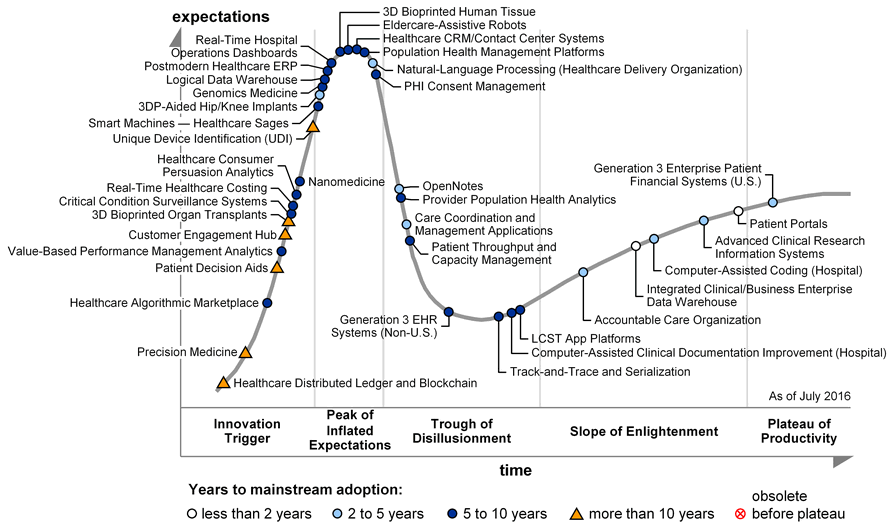 expectations
3D Bioprinted Human Tissue
Eldercare-Assistive Robots
Healthcare CRM/Contact Center Systems
Population Health Management Platforms
Natural-Language Processing (Healthcare Delivery Organization)
PHI Consent Management
Real-Time Hospital
Operations Dashboards
Postmodern Healthcare ERP
Logical Data Warehouse
Genomics Medicine
3DP-Aided Hip/Knee Implants
Smart Machines — Healthcare Sages
Unique Device Identification (UDI)
Healthcare Consumer
Persuasion Analytics
Nanomedicine
Real-Time Healthcare Costing
Critical Condition Surveillance Systems
3D Bioprinted Organ Transplants
Customer Engagement Hub
Value-Based Performance Management Analytics
Patient Decision Aids
Healthcare Algorithmic Marketplace
Precision Medicine
Healthcare Distributed Ledger and Blockchain
OpenNotes
Provider Population Health Analytics
Care Coordination and
Management Applications
Patient Throughput and
Capacity Management
Generation 3 EHR
Systems (Non-U.S.)
LCST App Platforms
Computer-Assisted Clinical Documentation Improvement (Hospital)
Track-and-Trace and Serialization
Generation 3 Enterprise Patient
Financial Systems (U.S.)
Patient Portals
Advanced Clinical Research
Information Systems
Computer-Assisted Coding (Hospital)
Integrated Clinical/Business Enterprise
Data Warehouse
Accountable Care Organization
As of July 2016
Innovation
Trigger
Peak of
Inflated
Expectations
Trough of
Disillusionment
Slope of Enlightenment
Plateau of
Productivity
time
Years to mainstream adoption:
less than 2 years
2 to 5 years
5 to 10 years
more than 10 years
obsolete
before plateau